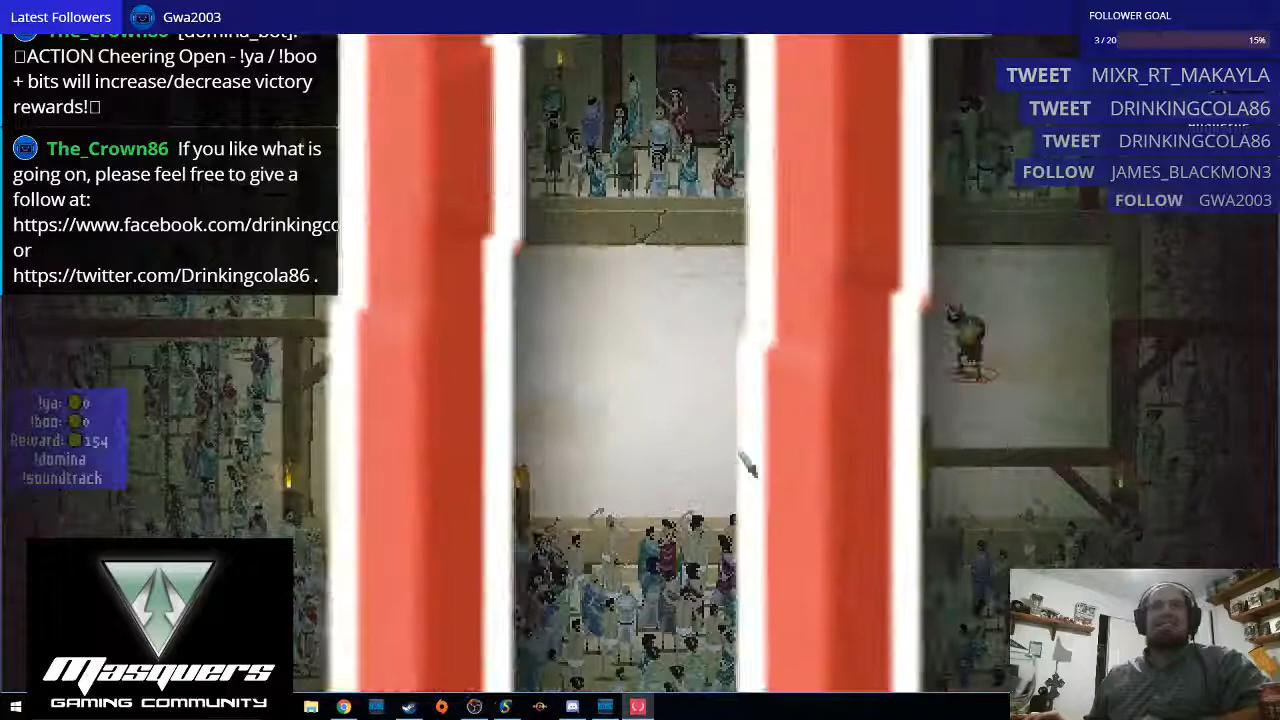 Latest Followers Gwa2003
The_Crown86 [domina_bot]:
ACTION Cheering Open - !ya / !boo
+ bits will increase/decrease victory
rewards!
The_Crown86 If you like what is
going on, please feel free to give a
follow at:
https://www.facebook.com/drinkingco
or
https://twitter.com/Drinkingcola86 .
FOLLOWER GOAL
3 / 20 15%
TWEET MIXR_RT_MAKAYLA
TWEET DRINKINGCOLA86
TWEET DRINKINGCOLA86
FOLLOW JAMES_BLACKMON3
FOLLOW GWA2003
!ya: 0
!boo: 0
Reward: 154
!domina
!soundtrack
MASQUERS
GAMING COMMUNITY